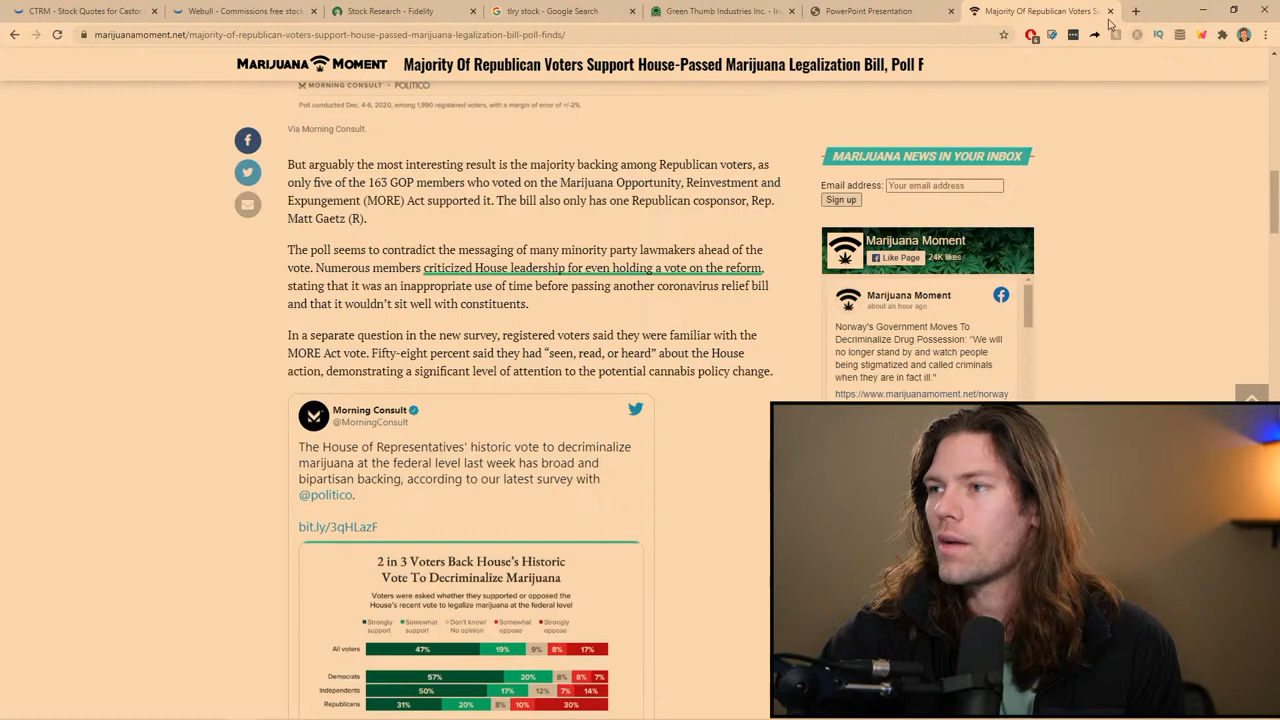 CTRM – Stock Quotes for Castor
Webull - Commissions free stock
Stock Research - Fidelity
tlry stock - Google Search
Green Thumb Industries Inc. - In
PowerPoint Presentation
Majority Of Republican Voters S
marijuanamoment.net/majority-of-republican-voters-support-house-passed-marijuana-legalization-bill-poll-finds/
MARIJUANA MOMENT
Majority Of Republican Voters Support House-Passed Marijuana Legalization Bill, Poll F
MORNING CONSULT POLITICO
Poll conducted Dec. 4-6, 2020, among 1,990 registered voters, with a margin of error of +/-2%.
Via Morning Consult.
But arguably the most interesting result is the majority backing among Republican voters, as
only five of the 163 GOP members who voted on the Marijuana Opportunity, Reinvestment and
Expungement (MORE) Act supported it. The bill also only has one Republican cosponsor, Rep.
Matt Gaetz (R).
The poll seems to contradict the messaging of many minority party lawmakers ahead of the
vote. Numerous members criticized House leadership for even holding a vote on the reform,
stating that it was an inappropriate use of time before passing another coronavirus relief bill
and that it wouldn't sit well with constituents.
In a separate question in the new survey, registered voters said they were familiar with the
MORE Act vote. Fifty-eight percent said they had “seen, read, or heard” about the House
action, demonstrating a significant level of attention to the potential cannabis policy change.
Morning Consult
@MorningConsult
The House of Representatives' historic vote to decriminalize
marijuana at the federal level last week has broad and
bipartisan backing, according to our latest survey with
@politico.
bit.ly/3qHLazF
2 in 3 Voters Back House's Historic
Vote To Decriminalize Marijuana
Voters were asked whether they supported or opposed the
House's recent vote to legalize marijuana at the federal level
Strongly support Somewhat support Don't know/ No opinion Somewhat oppose Strongly oppose
All voters 47% 19% 9% 8% 17%
Democrats 57% 20% 8% 8% 7%
Independents 50% 17% 12% 7% 14%
Republicans 31% 20% 8% 10% 30%
MARIJUANA NEWS IN YOUR INBOX
Email address: Your email address
Sign up
Marijuana Moment
Like Page 24K likes
Marijuana Moment
about an hour ago
Norway's Government Moves To
Decriminalize Drug Possession: “We will
no longer stand by and watch people
being stigmatized and called criminals
when they are in fact ill."
https://www.marijuanamoment.net/norway